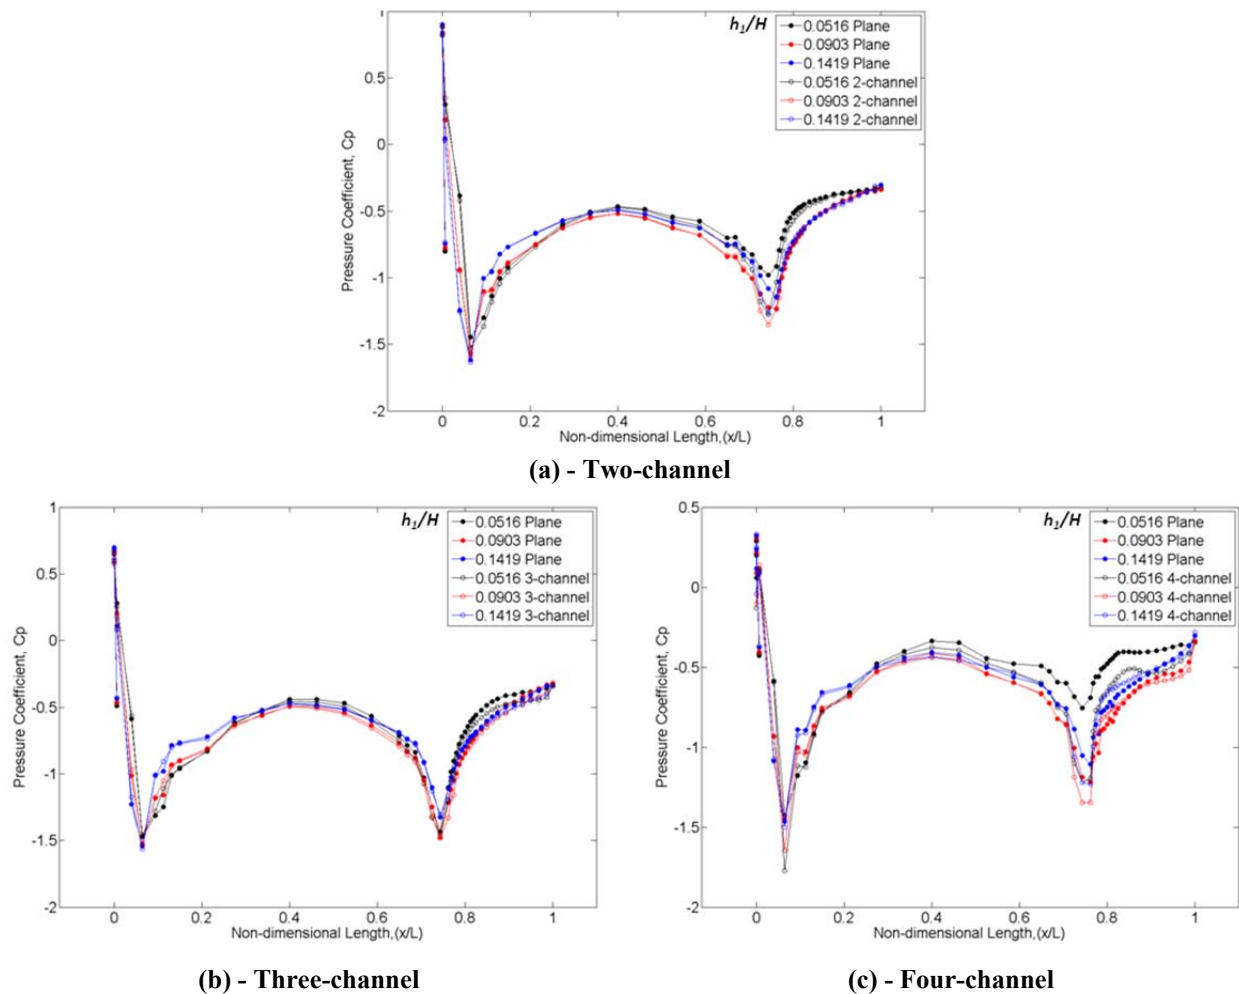 1
0.5
0
-0.5
-1
-1.5
-2
0
0.2
0.4
0.6
0.8
1
Pressure Coefficient, Cp
Non-dimensional Length,(x/L)
h₁/H
0.0516 Plane
0.0903 Plane
0.1419 Plane
0.0516 2-channel
0.0903 2-channel
0.1419 2-channel
(a) - Two-channel
1
0.5
0
-0.5
-1
-1.5
-2
0
0.2
0.4
0.6
0.8
1
Pressure Coefficient, Cp
Non-dimensional Length,(x/L)
h₁/H
0.0516 Plane
0.0903 Plane
0.1419 Plane
0.0516 3-channel
0.0903 3-channel
0.1419 3-channel
(b) - Three-channel
0.5
0
-0.5
-1
-1.5
-2
0
0.2
0.4
0.6
0.8
1
Pressure Coefficient, Cp
Non-dimensional Length,(x/L)
h₁/H
0.0516 Plane
0.0903 Plane
0.1419 Plane
0.0516 4-channel
0.0903 4-channel
0.1419 4-channel
(c) - Four-channel